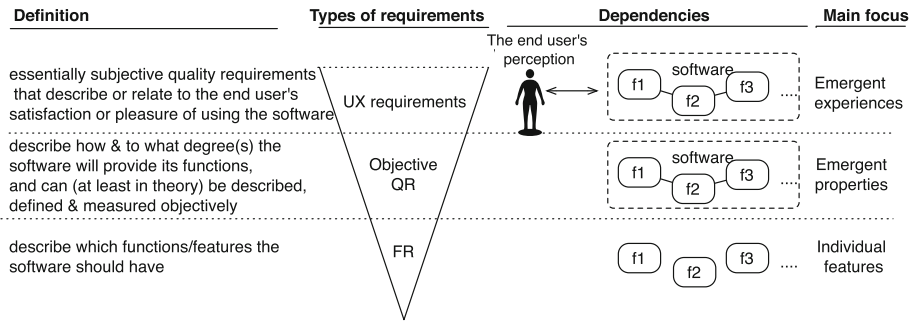 Definition
Types of requirements
Dependencies
Main focus
The end user's
perception
essentially subjective quality requirements
that describe or relate to the end user's
satisfaction or pleasure of using the software
UX requirements
software
f1
f2
f3
....
Emergent
experiences
describe how & to what degree(s) the
software will provide its functions,
and can (at least in theory) be described,
defined & measured objectively
Objective
QR
software
f1
f2
f3
....
Emergent
properties
describe which functions/features the
software should have
FR
f1
f2
f3
....
Individual
features